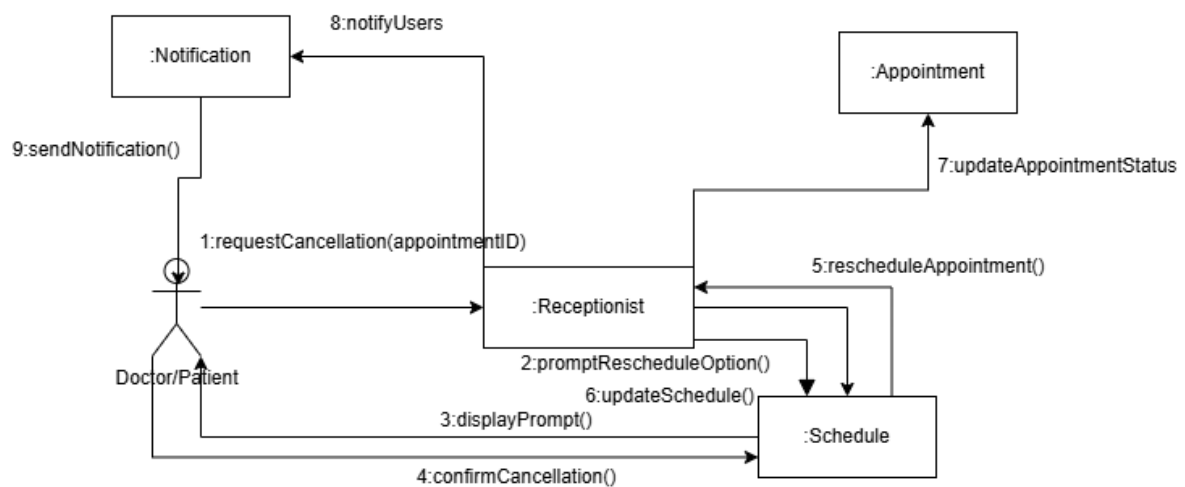 8:notifyUsers
:Notification
:Appointment
9:sendNotification()
7:updateAppointmentStatus
1:requestCancellation(appointmentID)
5:rescheduleAppointment()
:Receptionist
2:promptRescheduleOption()
Doctor/Patient
6:updateSchedule()
3:displayPrompt()
:Schedule
4:confirmCancellation()